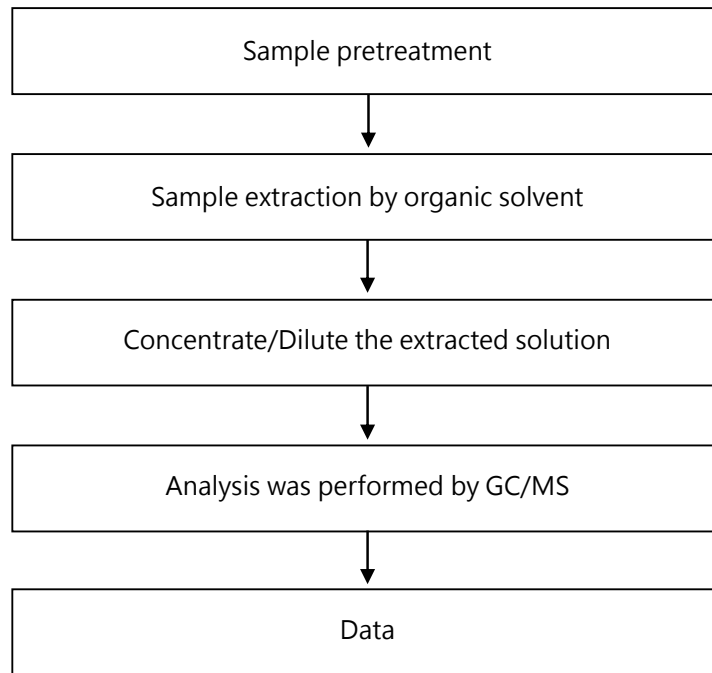 Sample pretreatment
Sample extraction by organic solvent
Concentrate/Dilute the extracted solution
Analysis was performed by GC/MS
Data